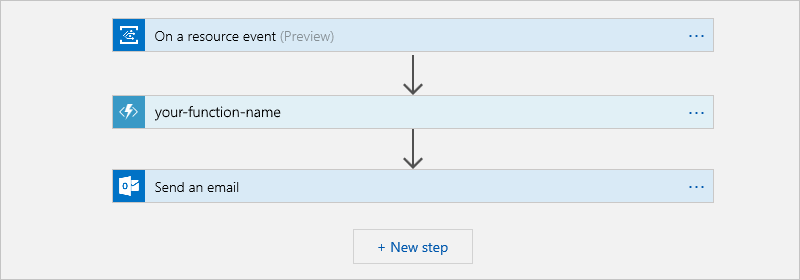 On a resource event (Preview)
your-function-name
Send an email
+ New step